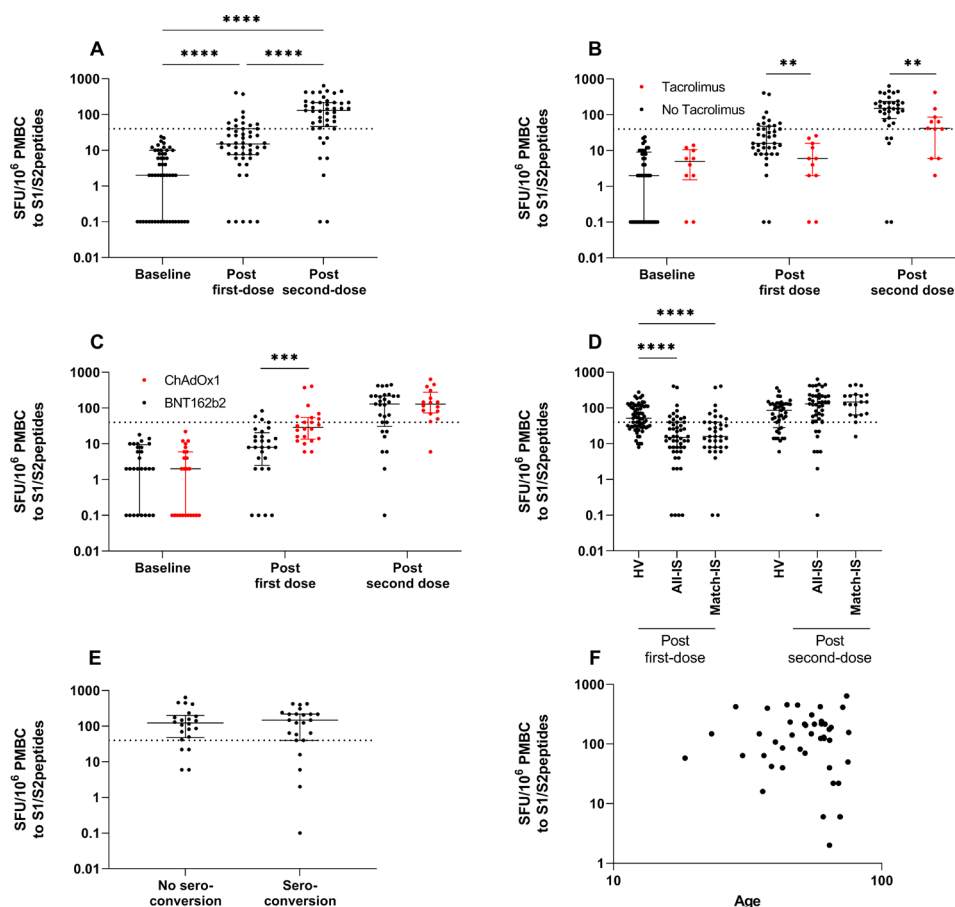 A
****
****
****
SFU/10⁶ PMBC
to S1/S2peptides
1000
100
10
1
0.1
0.01
Baseline
Post
first-dose
Post
second-dose
B
**
**
Tacrolimus
No Tacrolimus
SFU/10⁶ PMBC
to S1/S2peptides
1000
100
10
1
0.1
0.01
Baseline
Post
first dose
Post
second dose
C
***
ChAdOx1
BNT162b2
SFU/10⁶ PMBC
to S1/S2peptides
1000
100
10
1
0.1
0.01
Baseline
Post
first dose
Post
second dose
D
****
****
SFU/10⁶ PMBC
to S1/S2peptides
1000
100
10
1
0.1
0.01
HV
All-IS
Match-IS
HV
All-IS
Match-IS
Post
first-dose
Post
second-dose
E
SFU/10⁶ PMBC
to S1/S2peptides
1000
100
10
1
0.1
0.01
No sero-
conversion
Sero-
conversion
F
SFU/10⁶ PMBC
to S1/S2peptides
1000
100
10
1
10
100
Age